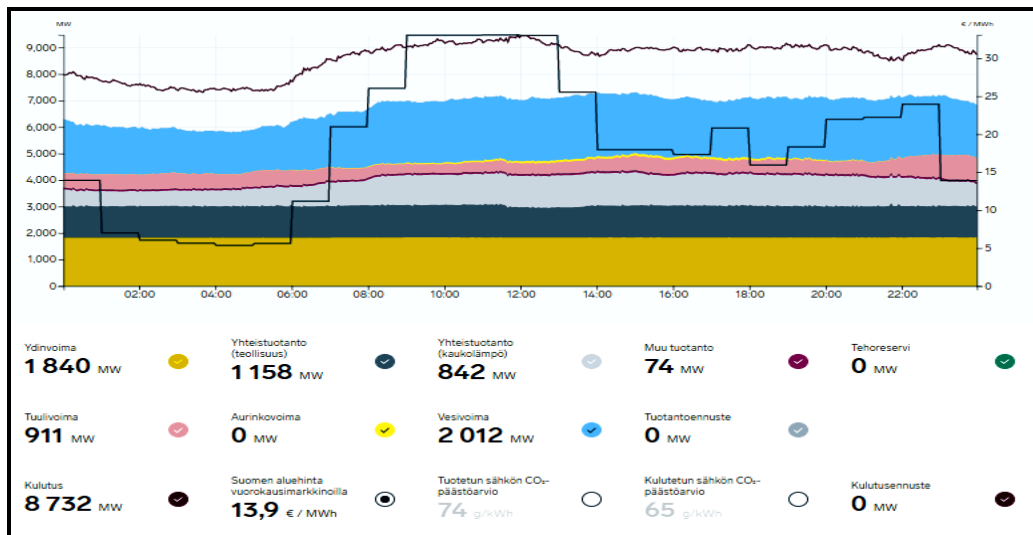 MW
€ / MWh
9,000
8,000
7,000
6,000
5,000
4,000
3,000
2,000
1,000
0
30
25
20
15
10
5
0
02:00 04:00 06:00 08:00 10:00 12:00 14:00 16:00 18:00 20:00 22:00
Ydinvoima
1 840 MW
Yhteistuotanto
(teollisuus)
1 158 MW
Yhteistuotanto
(kaukolämpö)
842 MW
Muu tuotanto
74 MW
Tehoreservi
0 MW
Tuulivoima
911 MW
Aurinkovoima
0 MW
Vesivoima
2 012 MW
Tuotantoennuste
0 MW
Kulutus
8 732 MW
Suomen aluehinta
vuorokausimarkkinoilla
13,9 € / MWh
Tuotetun sähkön CO₂-
päästöarvio
74 g/kWh
Kulutetun sähkön CO₂-
päästöarvio
65 g/kWh
Kulutusennuste
0 MW